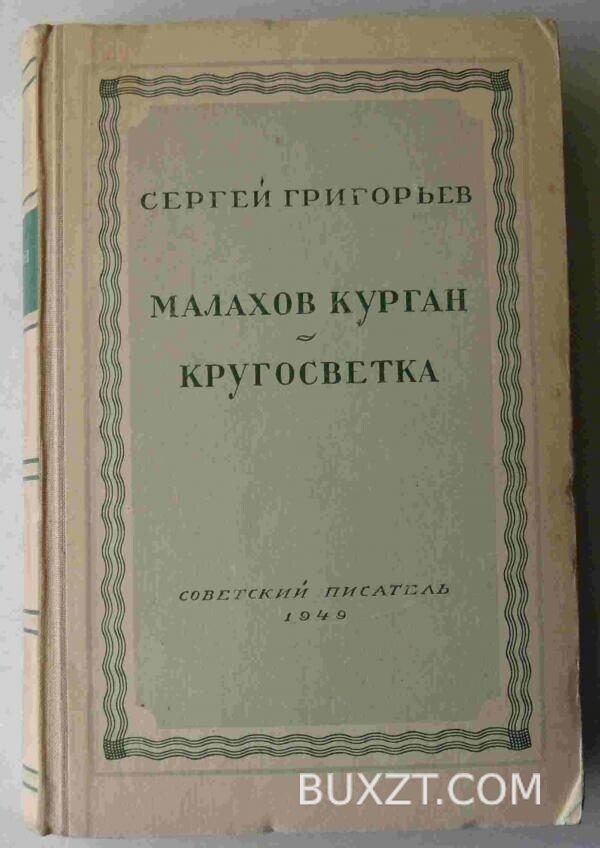 СЕРГЕЙ ГРИГОРЬЕВ
МАЛАХОВ КУРГАН
~
КРУГОСВЕТКА
СОВЕТСКИЙ ПИСАТЕЛЬ
1949
BUXZT.COM